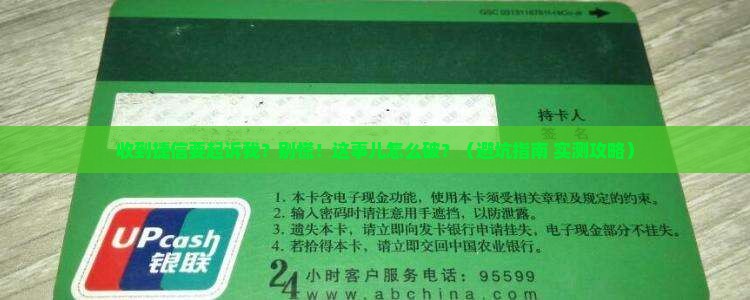 持卡人
签名
收到短信要起诉我？别慌！这事儿怎么破？（避坑指南 实测攻略）
1. 本卡含电子现金功能，使用本卡须受相关章程及规定的约束。
2. 输入密码时请注意用手遮挡，以防泄露。
3. 遗失本卡，请立即向发卡银行申请挂失，电子现金部分不挂失。
4. 若拾得本卡，请立即交回中国农业银行。
UPcash
银联
24小时客户服务电话：95599
www.abchina.com